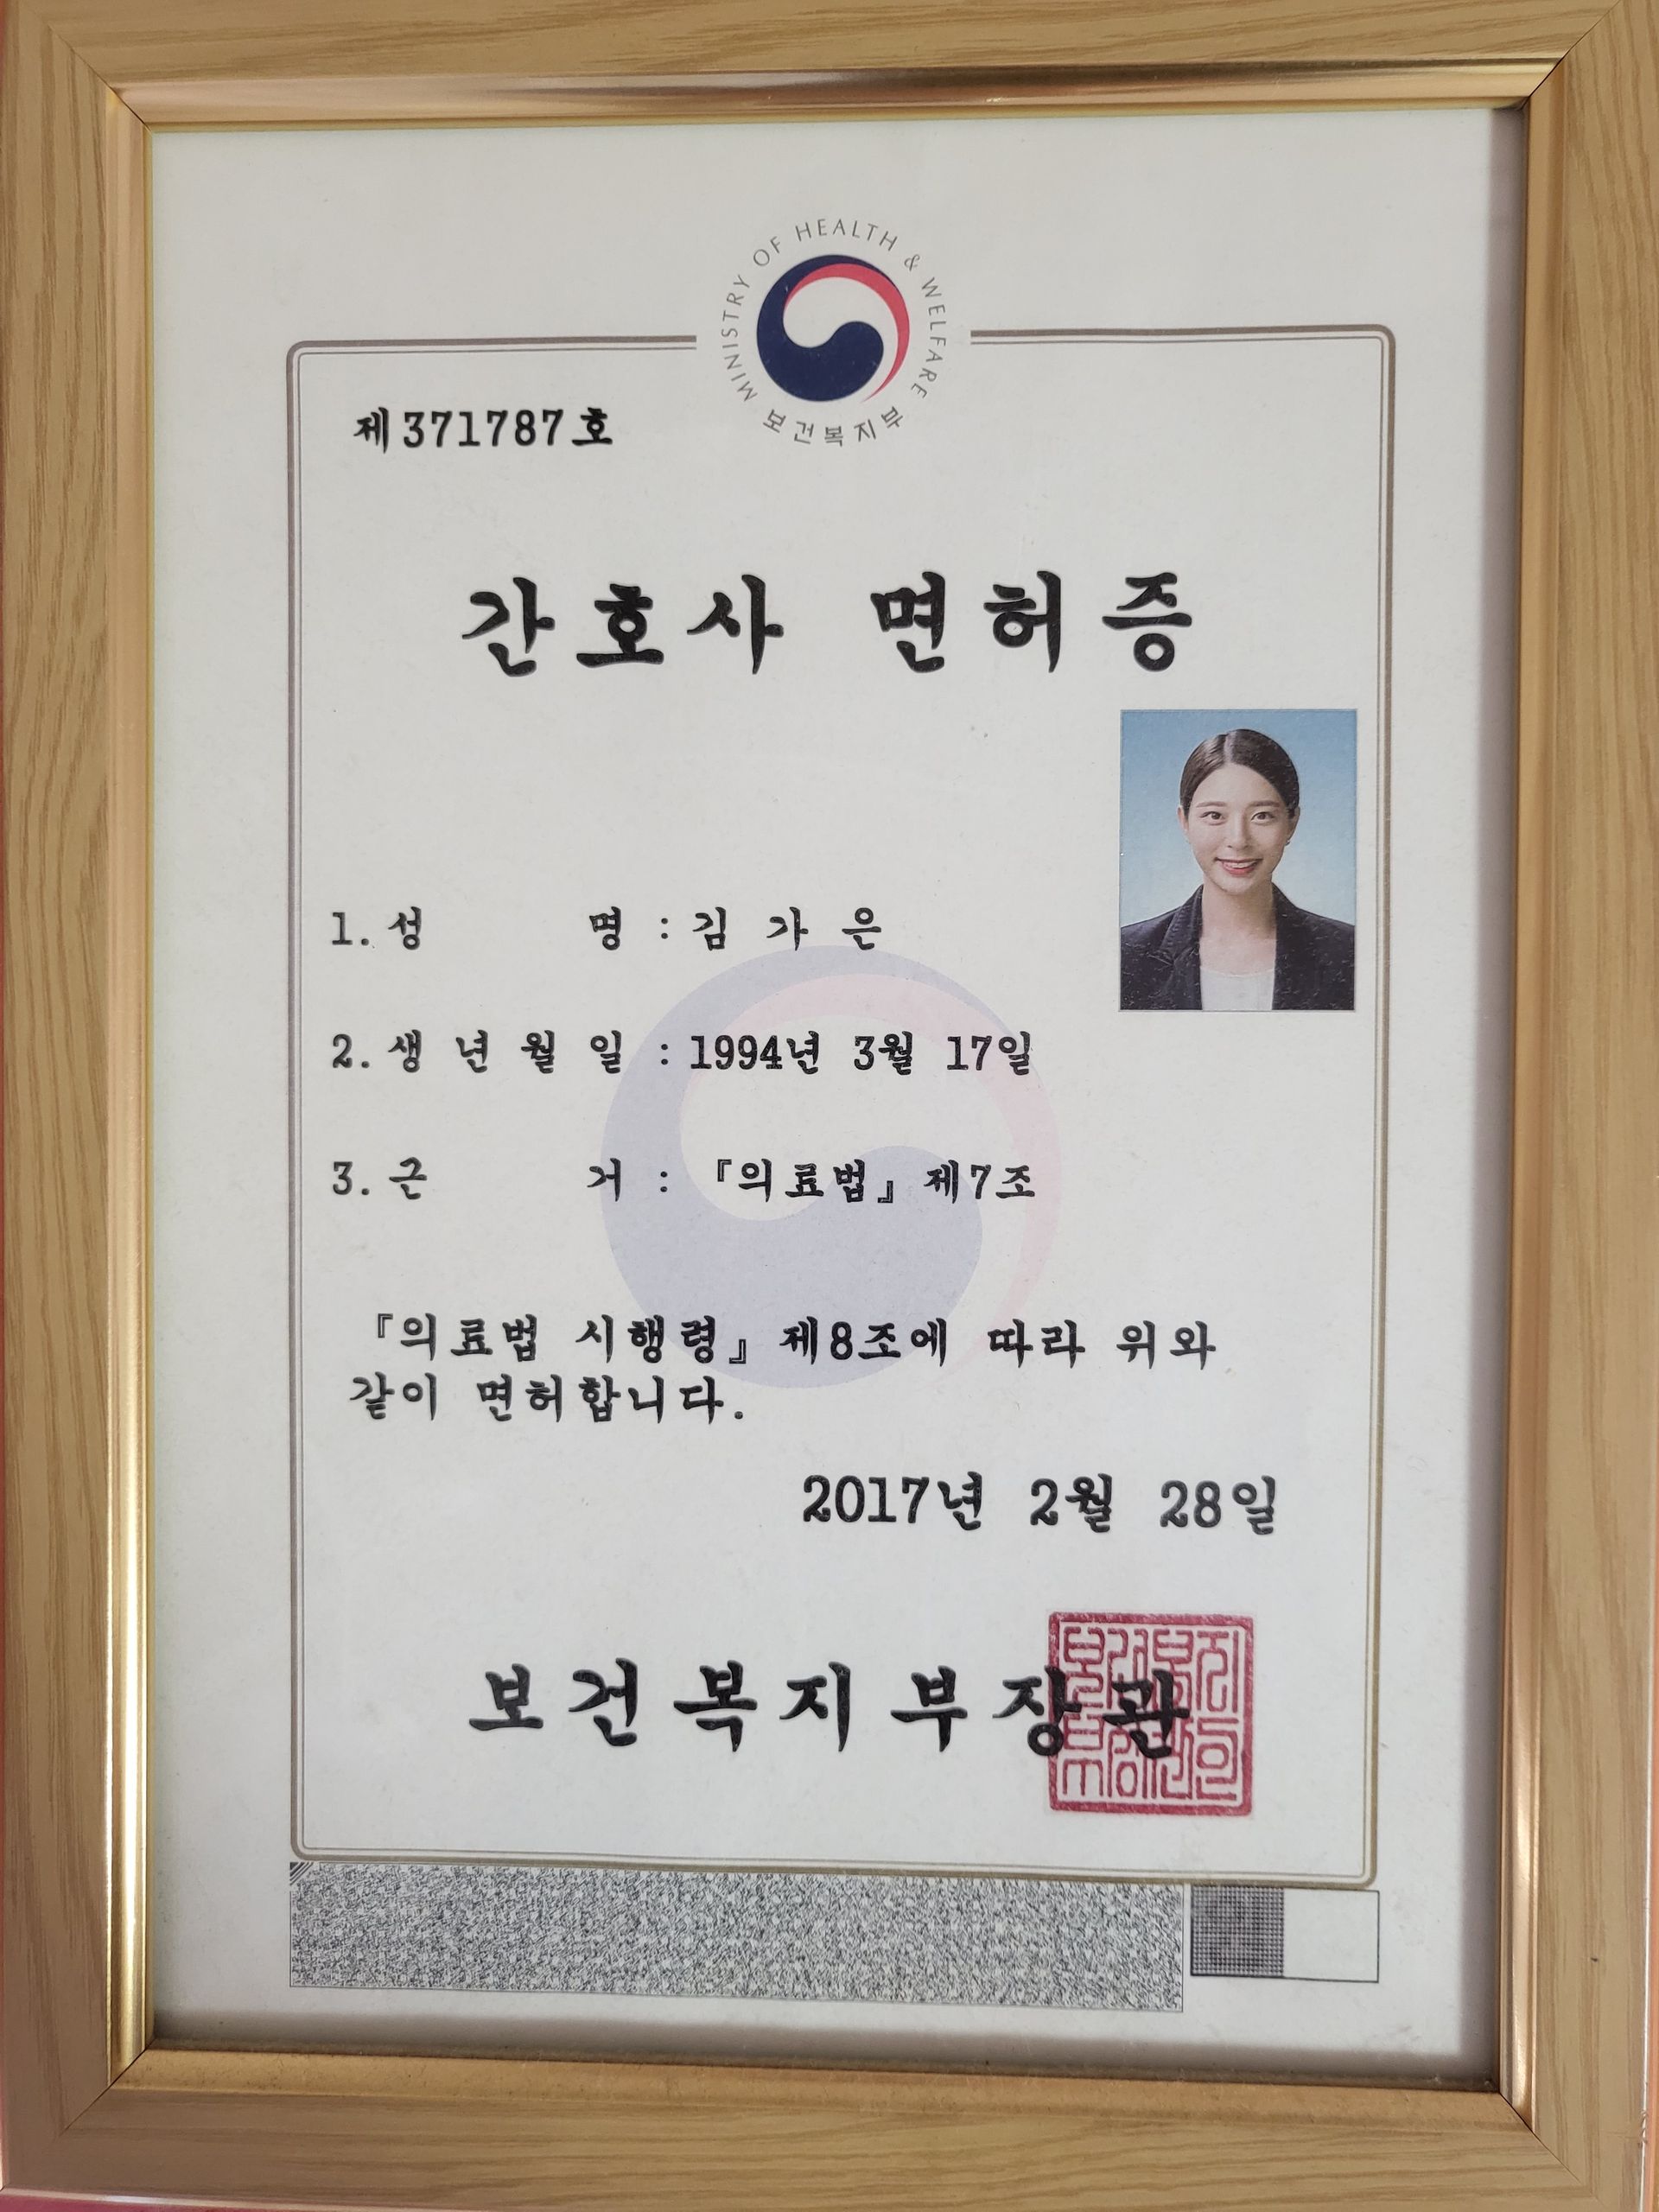 MINISTRY OF HEALTH & WELFARE
보건복지부
제371787호
간호사 면허증
1. 성 명 : 김 가 은
2. 생 년 월 일 : 1994년 3월 17일
3. 근 거 : 『의료법』 제7조
『의료법 시행령』 제8조에 따라 위와
같이 면허합니다.
2017년 2월 28일
보건복지부장관